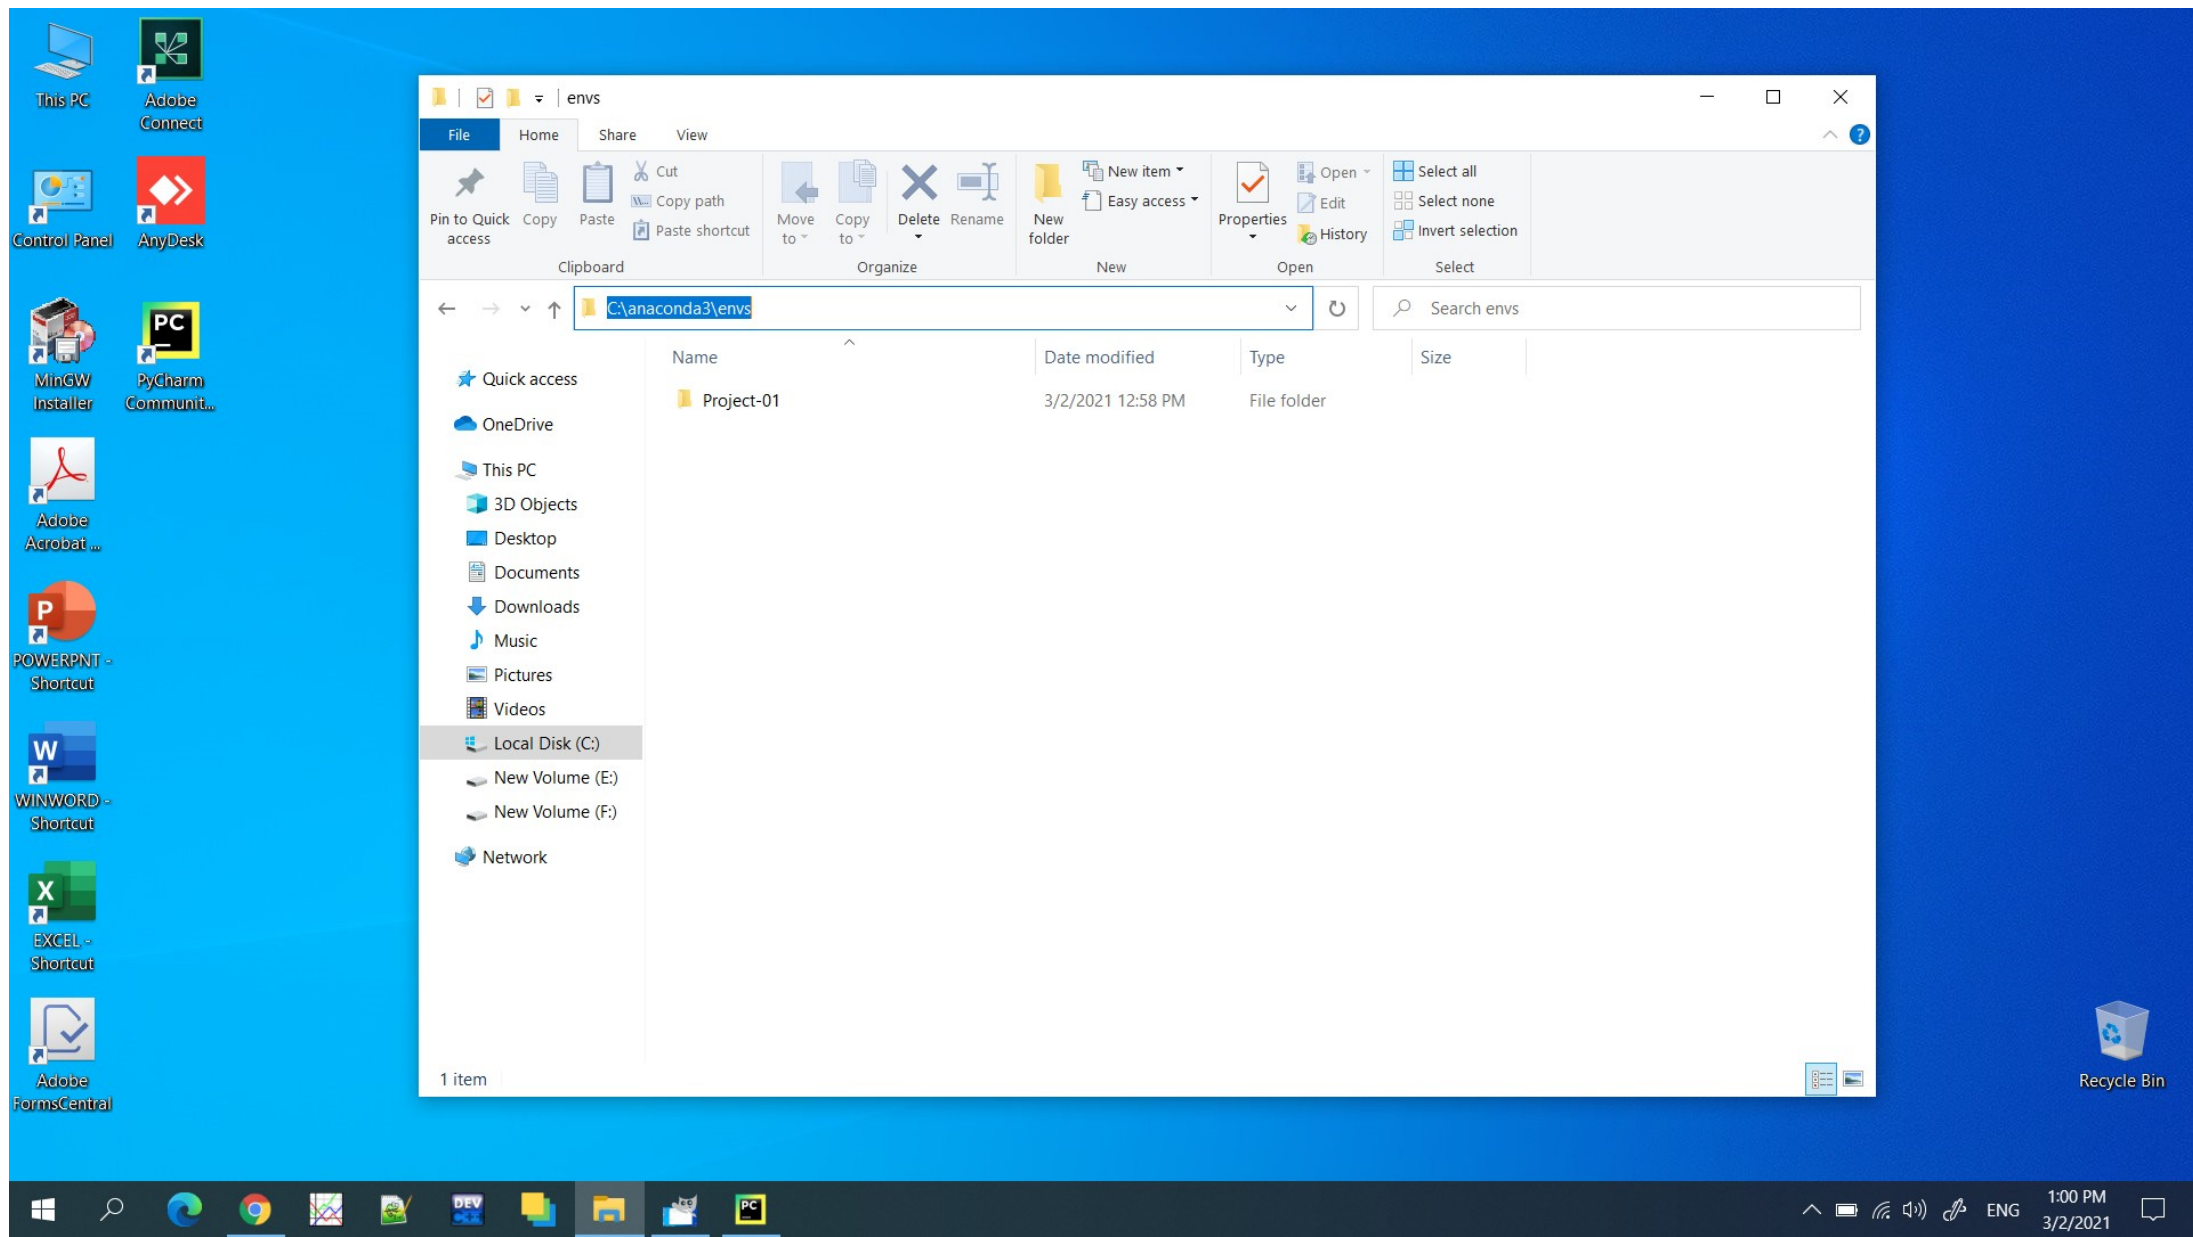 This PC
Adobe
Connect
Control Panel
AnyDesk
MinGW
Installer
PC
PyCharm
Communit...
Adobe
Acrobat ...
P
POWERPNT -
Shortcut
W
WINWORD -
Shortcut
X
EXCEL -
Shortcut
Adobe
FormsCentral
envs
File
Home
Share
View
?
Pin to Quick
access
Copy
Paste
Cut
Copy path
Paste shortcut
Clipboard
Move
to
Copy
to
Delete
Rename
Organize
New
folder
New item
Easy access
New
Properties
Open
Edit
History
Open
Select all
Select none
Invert selection
Select
C:\anaconda3\envs
Search envs
Name
Date modified
Type
Size
Project-01
3/2/2021 12:58 PM
File folder
Quick access
OneDrive
This PC
3D Objects
Desktop
Documents
Downloads
Music
Pictures
Videos
Local Disk (C:)
New Volume (E:)
New Volume (F:)
Network
1 item
Recycle Bin
DEV
C++
PC
ENG
1:00 PM
3/2/2021